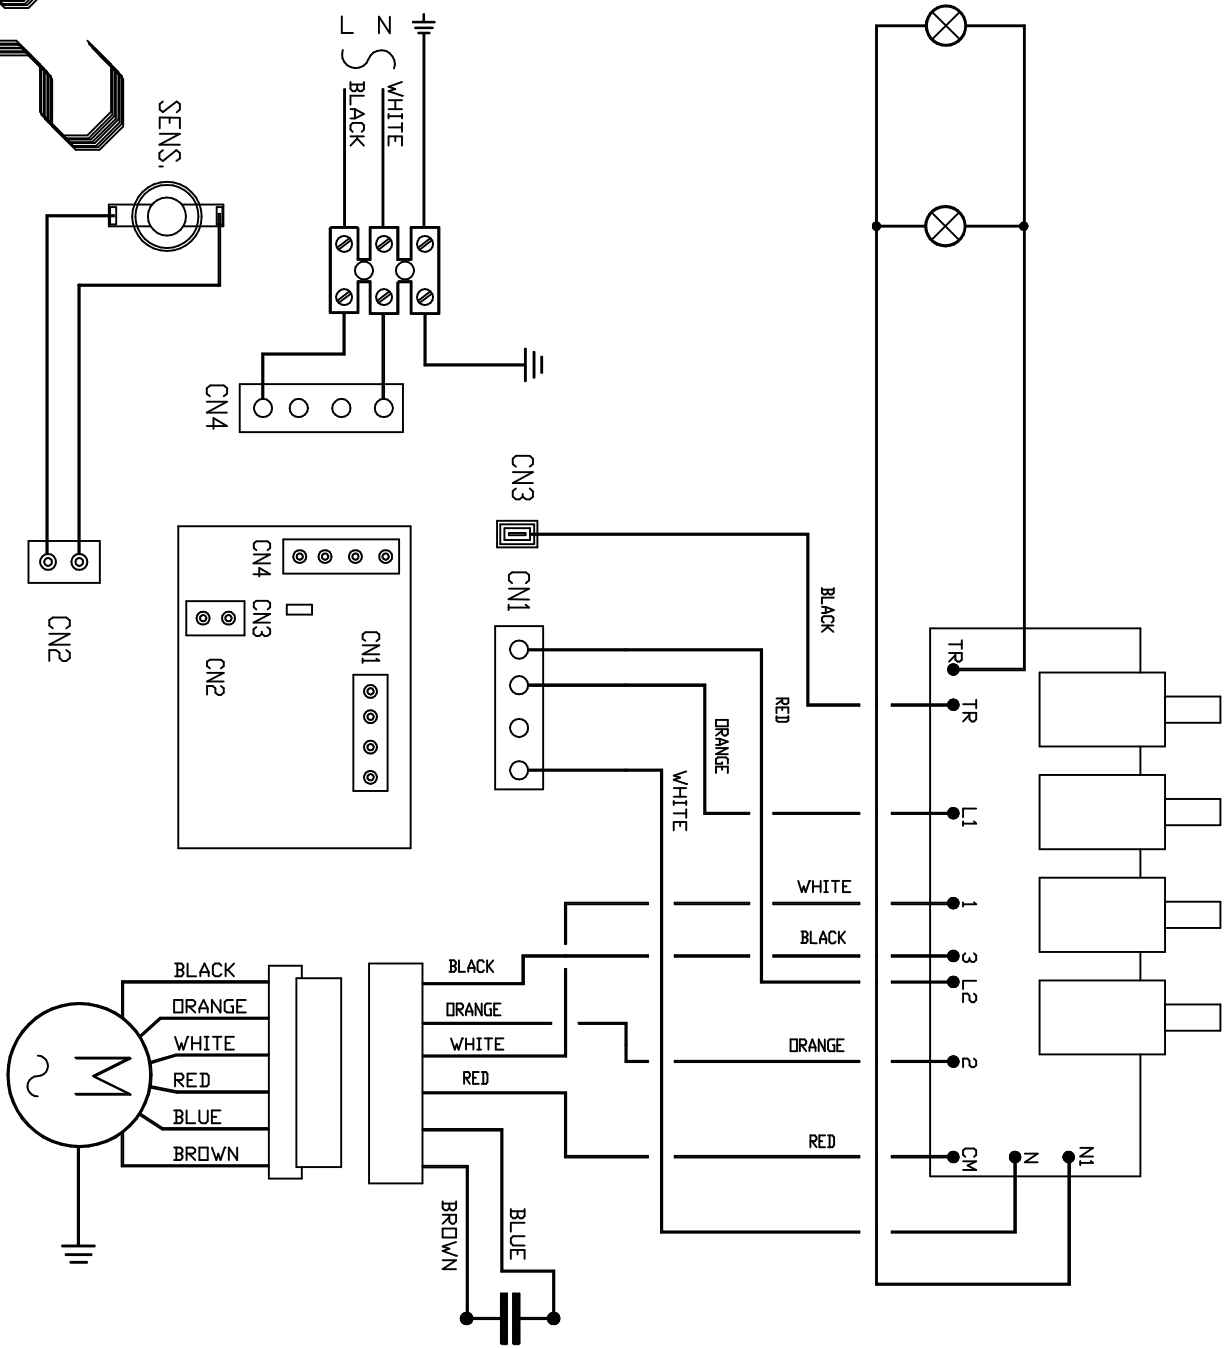 L N
WHITE
BLACK
SENS.
CN4
CN3
CN1
CN2
CN4
CN3
CN2
CN1
BLACK
RED
ORANGE
WHITE
TR
TR
L1
1
3
L2
2
CM
N
N1
WHITE
BLACK
ORANGE
RED
BLACK
ORANGE
WHITE
RED
BLUE
BROWN
BLACK
ORANGE
WHITE
RED
BLUE
BROWN
M